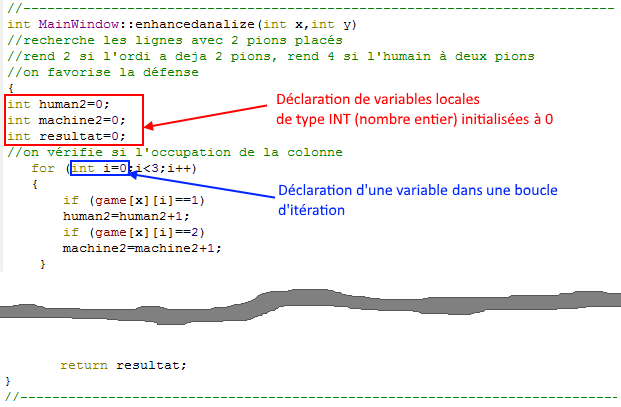 //--------------------------------------------------------------------------
int MainWindow::enhancedanalize(int x,int y)
//recherche les lignes avec 2 pions placés
//rend 2 si l'ordi a deja 2 pions, rend 4 si l'humain à deux pions
//on favorise la défense
{
int human2=0;
int machine2=0;
int resultat=0;
Déclaration de variables locales
de type INT (nombre entier) initialisées à 0
//on vérifie si l'occupation de la colonne
for (int i=0;i<3;i++)
{
Déclaration d'une variable dans une boucle
d'itération
if (game[x][i]==1)
human2=human2+1;
if (game[x][i]==2)
machine2=machine2+1;
}
return resultat;
}
//--------------------------------------------------------------------------